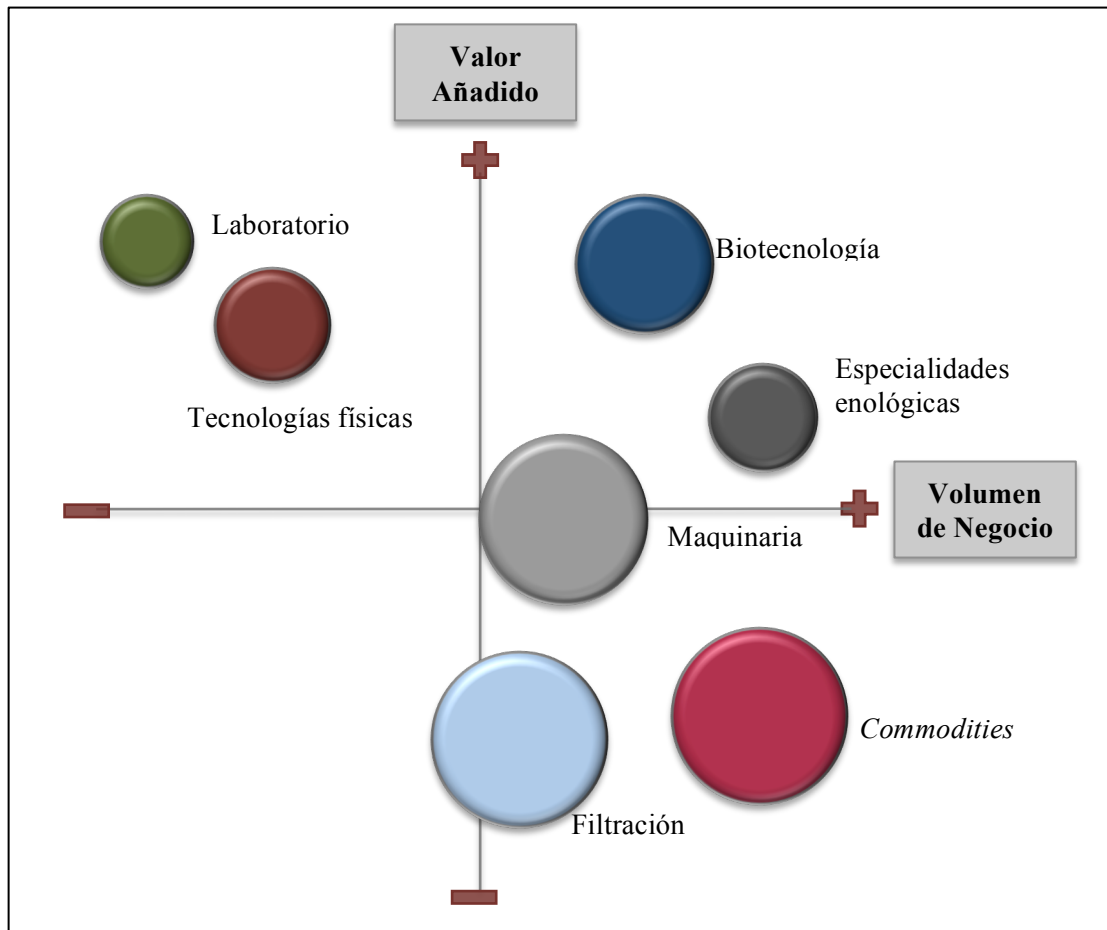 Valor
Añadido
Laboratorio
Biotecnología
Tecnologías físicas
Especialidades
enológicas
Volumen
de Negocio
Maquinaria
Commodities
Filtración